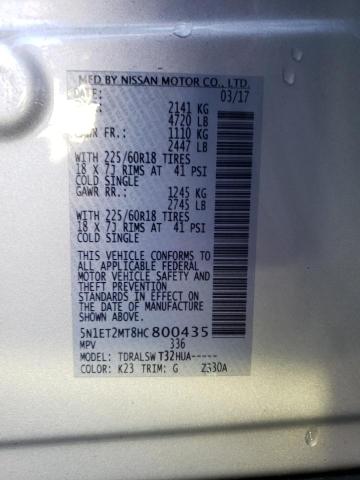 MFD BY NISSAN MOTOR CO., LTD.
DATE: 03/17
2141 KG
4720 LB
GAWR FR: 1110 KG
2447 LB
WITH 225/60R18 TIRES
18 X 7J RIMS AT 41 PSI
COLD SINGLE
GAWR RR: 1245 KG
2745 LB
WITH 225/60R18 TIRES
18 X 7J RIMS AT 41 PSI
COLD SINGLE
THIS VEHICLE CONFORMS TO
ALL APPLICABLE FEDERAL
MOTOR VEHICLE SAFETY AND
THEFT PREVENTION
STANDARDS IN EFFECT ON
THE DATE OF MANUFACTURE
SHOWN ABOVE.
5N1ET2MT8HC800435
MPV 336
MODEL: TDRALSW T32HUA-----
COLOR: K23 TRIM: G Z330A